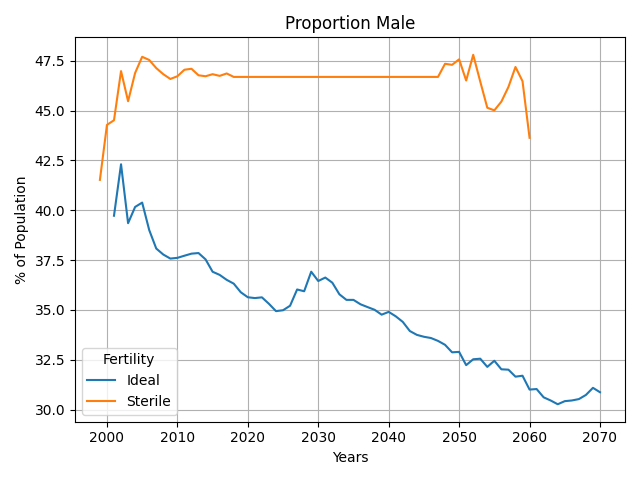 Proportion Male
% of Population
47.5
45.0
42.5
40.0
37.5
35.0
32.5
30.0
Fertility
Ideal
Sterile
2000 2010 2020 2030 2040 2050 2060 2070
Years